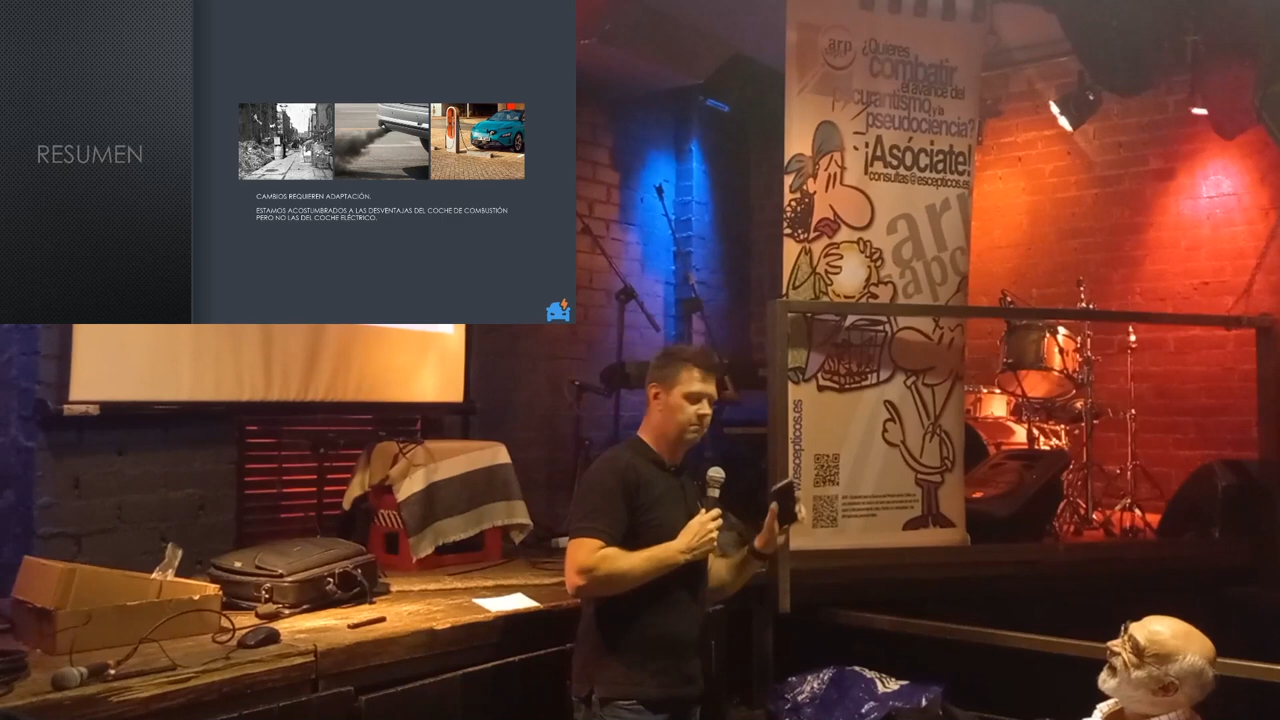 RESUMEN
CAMBIOS REQUIEREN ADAPTACIÓN.
ESTAMOS ACOSTUMBRADOS A LAS DESVENTAJAS DEL COCHE DE COMBUSTIÓN
PERO NO LAS DEL COCHE ELÉCTRICO.
arp
¿Quieres
combatir
el avance del
curantismo y la
pseudociencia?
¡Asóciate!
consultas@escepticos.es
arp
sapc
www.escepticos.es